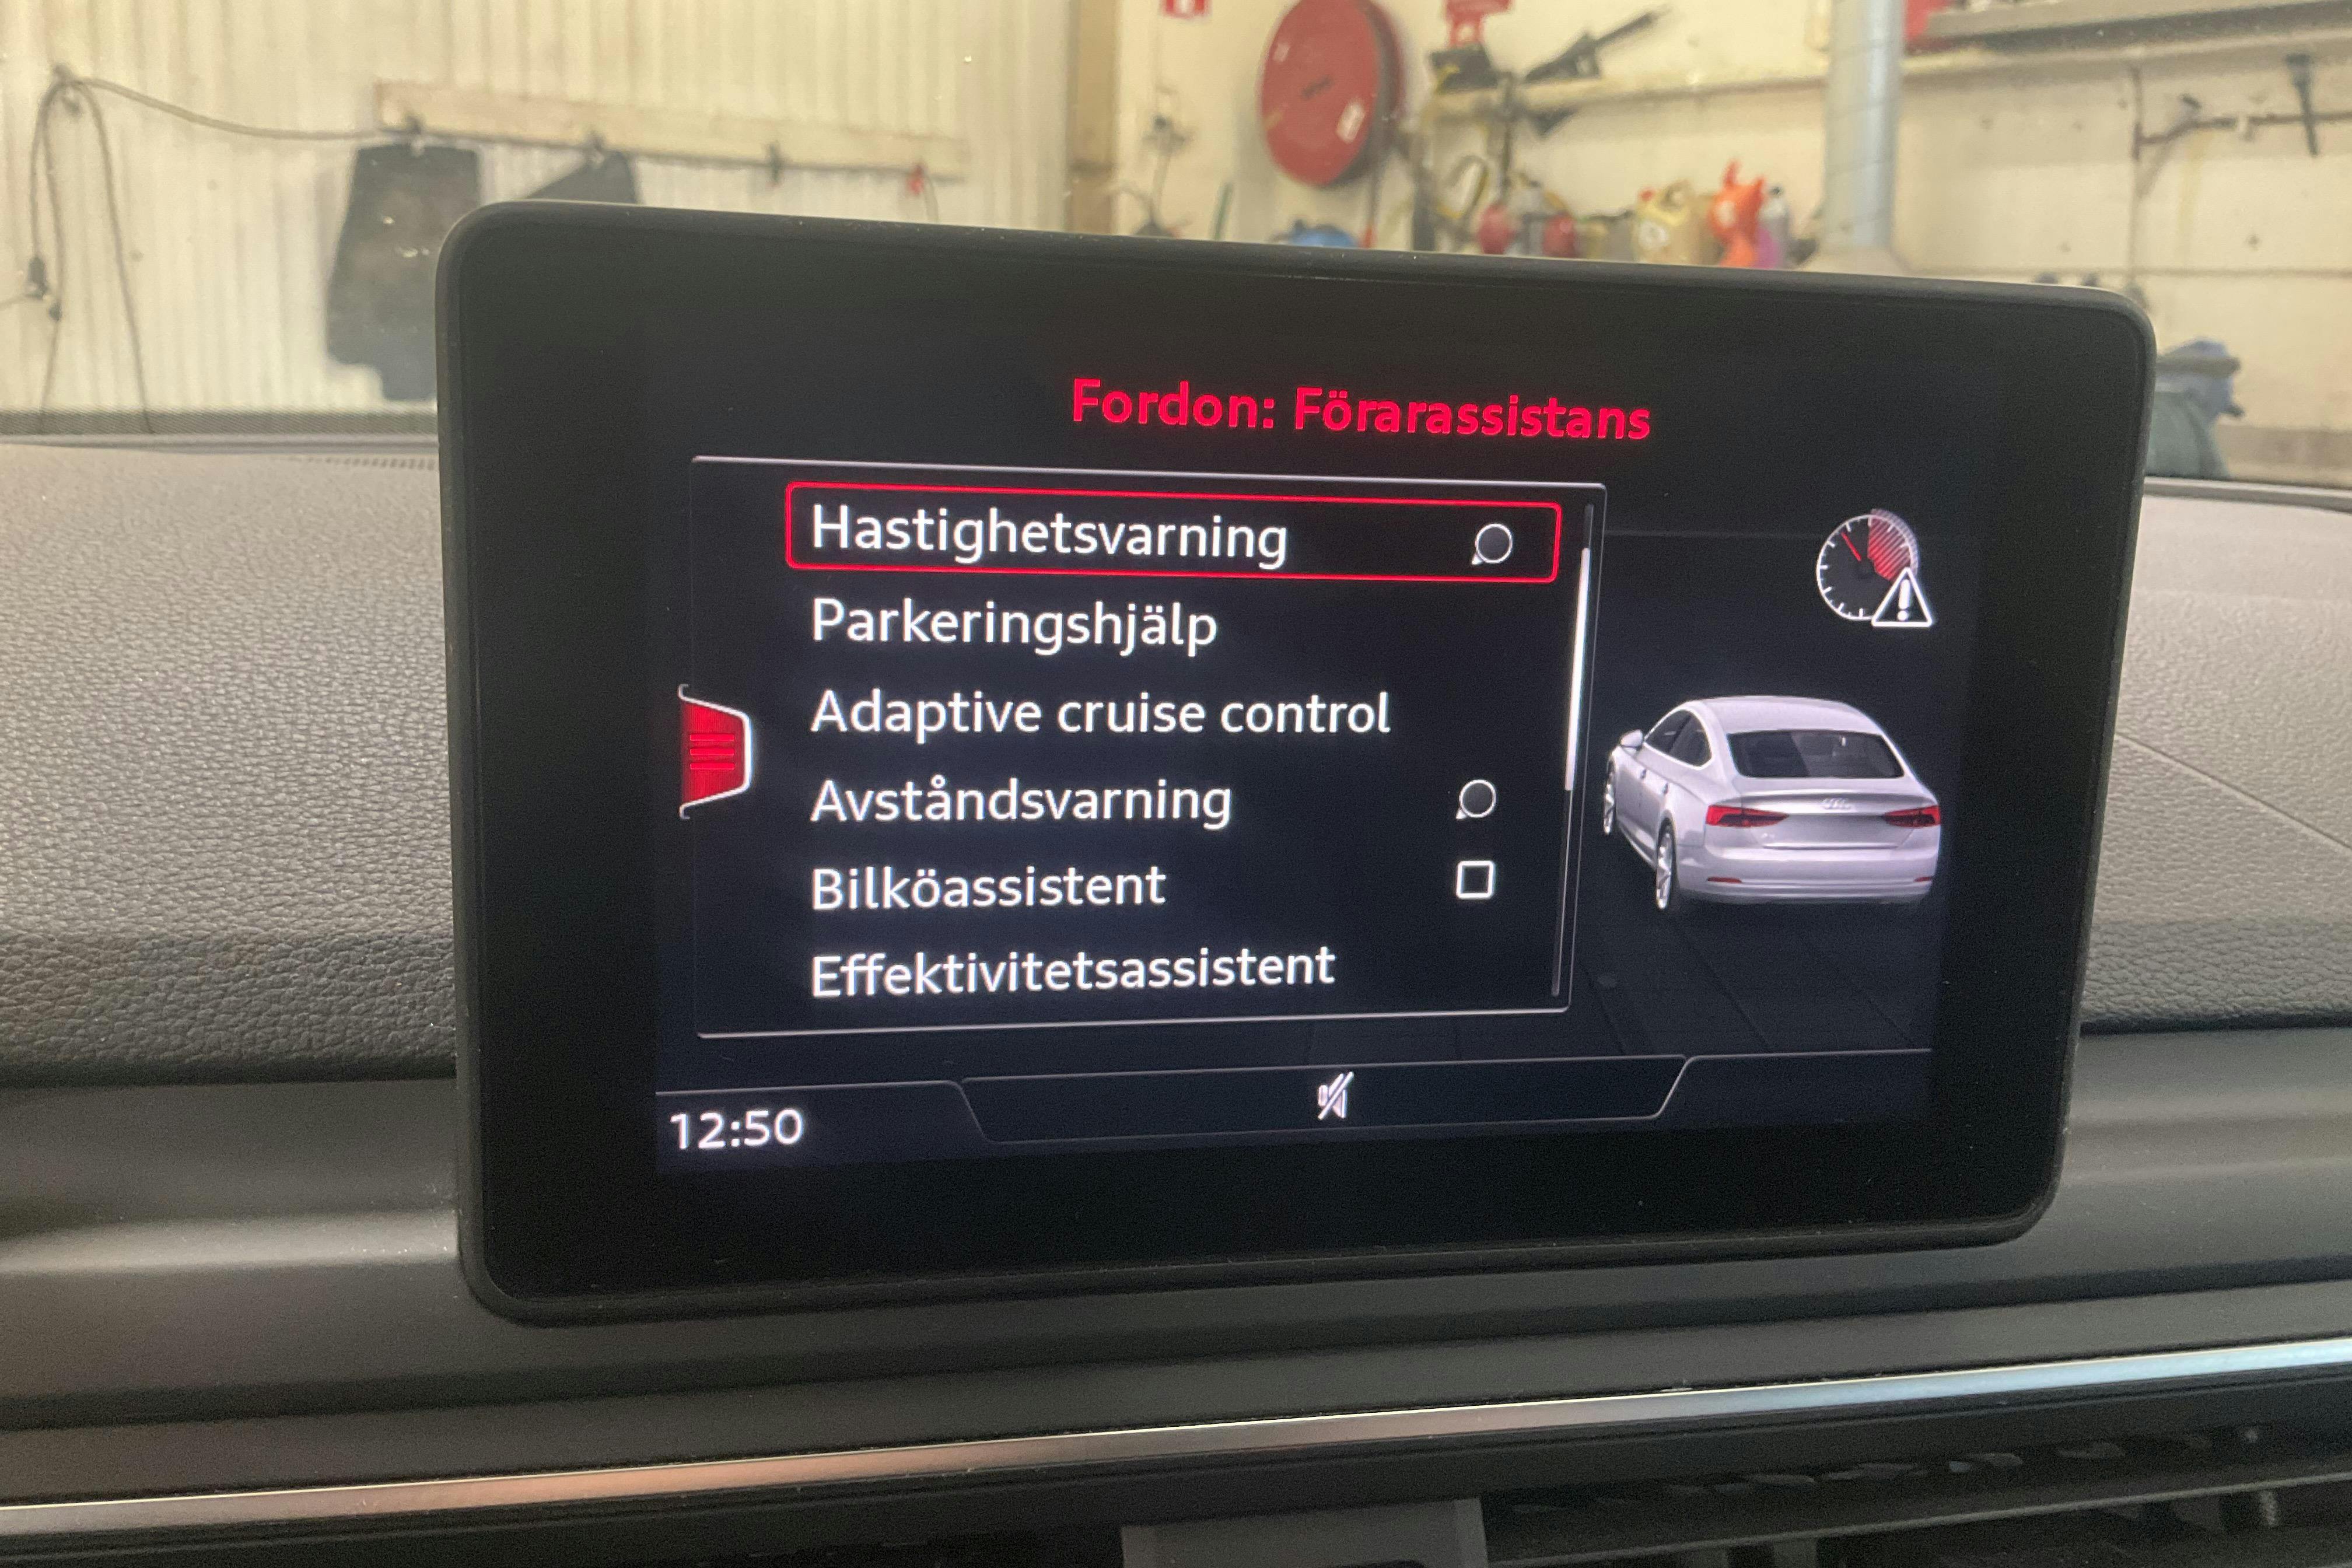 Fordon: Förarassistans
Hastighetsvarning
Parkeringshjälp
Adaptive cruise control
Avståndsvarning
Bilköassistent
Effektivitetsassistent
12:50